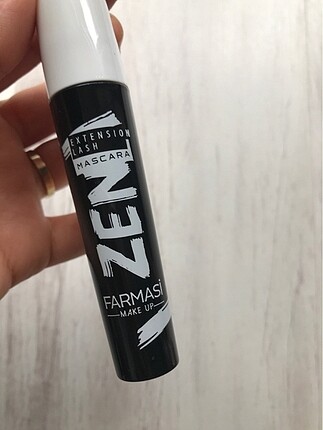 EXTENSION
LASH
MASCARA
ZEN
FARMASİ
MAKE UP